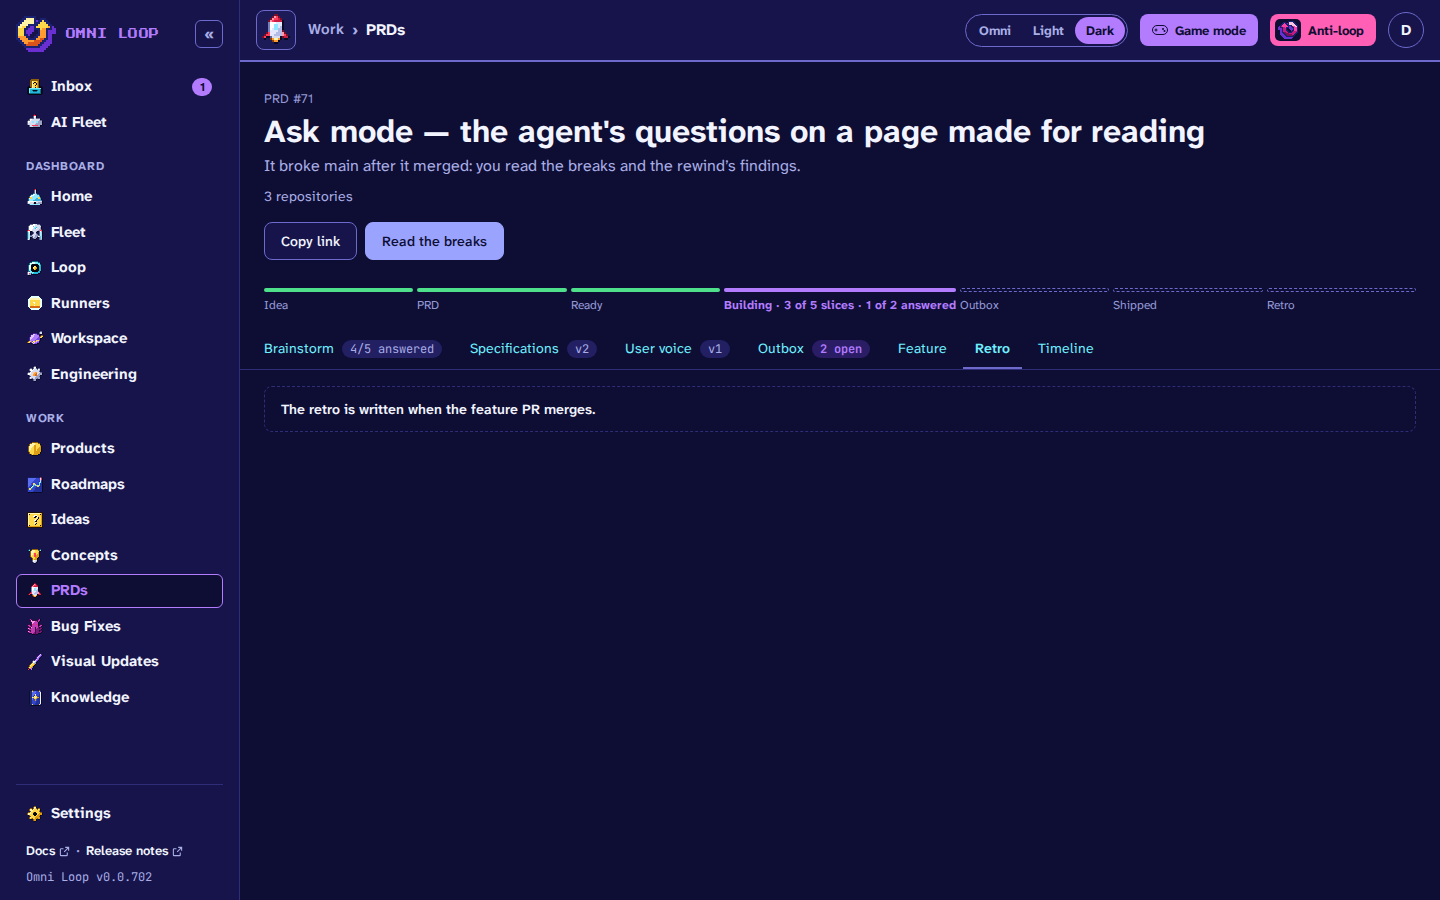 OMNI LOOP
«
Inbox 1
AI Fleet
DASHBOARD
Home
Fleet
Loop
Runners
Workspace
Engineering
WORK
Products
Roadmaps
Ideas
Concepts
PRDs
Bug Fixes
Visual Updates
Knowledge
Settings
Docs · Release notes
Omni Loop v0.0.702
Work › PRDs
Omni Light Dark
Game mode
Anti-loop
D
PRD #71
Ask mode — the agent's questions on a page made for reading
It broke main after it merged: you read the breaks and the rewind's findings.
3 repositories
Copy link Read the breaks
Idea PRD Ready Building · 3 of 5 slices · 1 of 2 answered Outbox Shipped Retro
Brainstorm 4/5 answered Specifications v2 User voice v1 Outbox 2 open Feature Retro Timeline
The retro is written when the feature PR merges.